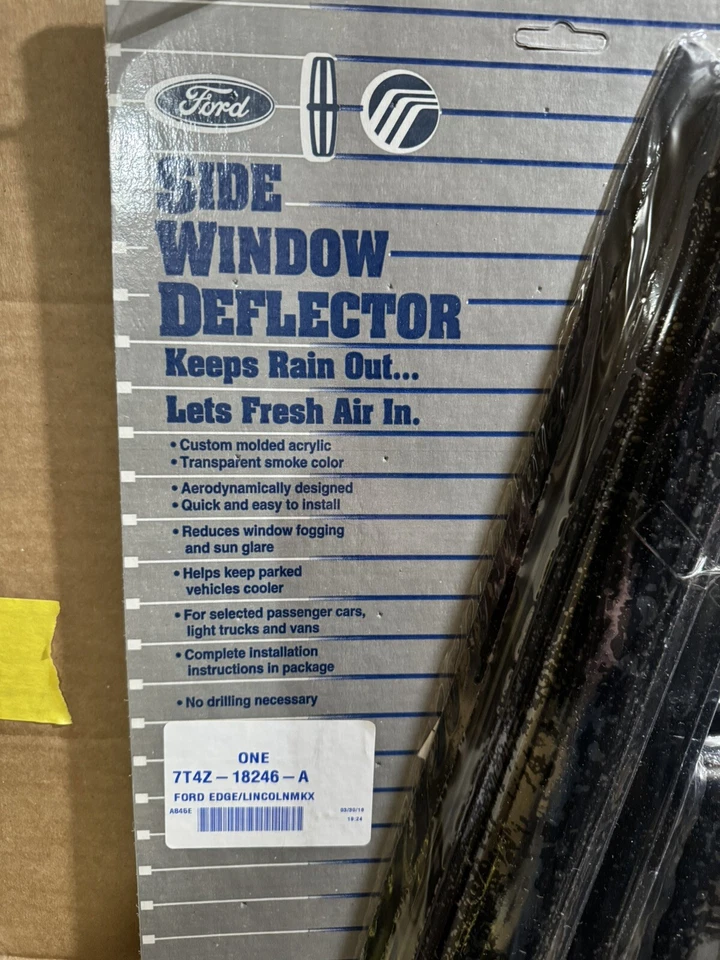 Ford
SIDE
WINDOW
DEFLECTOR
Keeps Rain Out...
Lets Fresh Air In.
• Custom molded acrylic
• Transparent smoke color
• Aerodynamically designed
• Quick and easy to install
• Reduces window fogging
and sun glare
• Helps keep parked
vehicles cooler
• For selected passenger cars,
light trucks and vans
• Complete installation
instructions in package
• No drilling necessary
ONE
7T4Z-18246-A
FORD EDGE/LINCOLNMKX